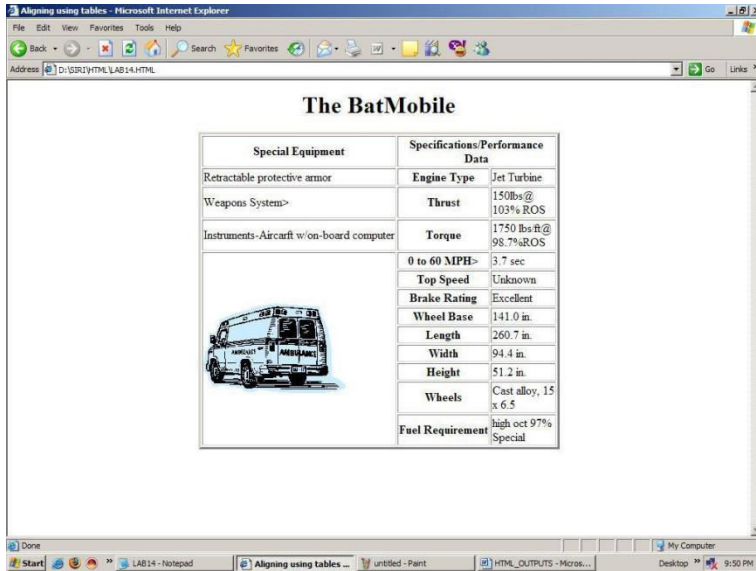 Aligning using tables - Microsoft Internet Explorer
File Edit View Favorites Tools Help
Back Search Favorites
Address D:\SIRI\HTML\LAB14.HTML Go Links »
The BatMobile
Special Equipment
Specifications/Performance
Data
Retractable protective armor
Engine Type
Jet Turbine
Weapons System>
Thrust
150lbs@
103% ROS
Instruments-Aircarft w/on-board computer
Torque
1750 lbs/ft@
98.7%ROS
AMBULANCE
0 to 60 MPH>
3.7 sec
Top Speed
Unknown
Brake Rating
Excellent
Wheel Base
141.0 in.
Length
260.7 in.
Width
94.4 in.
Height
51.2 in.
Wheels
Cast alloy, 15
x 6.5
Fuel Requirement
high oct 97%
Special
Done
My Computer
Start » LAB14 - Notepad Aligning using tables ... untitled - Paint HTML_OUTPUTS - Micros... Desktop » 9:50 PM